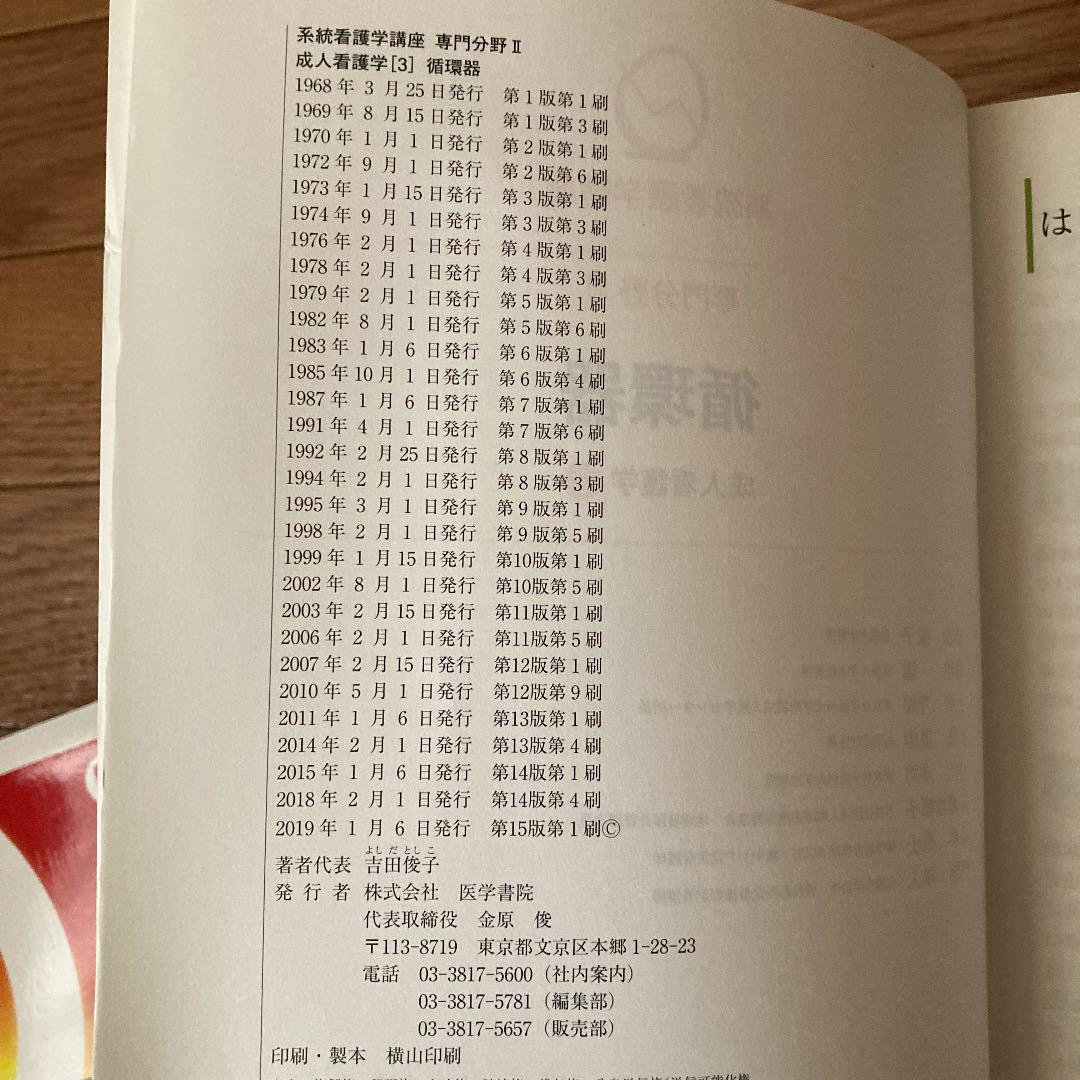 系統看護学講座 専門分野Ⅱ
成人看護学[3] 循環器
1968年 3月25日発行 第1版第1刷
1969年 8月15日発行 第1版第3刷
1970年 1月 1日発行 第2版第1刷
1972年 9月 1日発行 第2版第6刷
1973年 1月15日発行 第3版第1刷
1974年 9月 1日発行 第3版第3刷
1976年 2月 1日発行 第4版第1刷
1978年 2月 1日発行 第4版第3刷
1979年 2月 1日発行 第5版第1刷
1982年 8月 1日発行 第5版第6刷
1983年 1月 6日発行 第6版第1刷
1985年10月 1日発行 第6版第4刷
1987年 1月 6日発行 第7版第1刷
1991年 4月 1日発行 第7版第6刷
1992年 2月25日発行 第8版第1刷
1994年 2月 1日発行 第8版第3刷
1995年 3月 1日発行 第9版第1刷
1998年 2月 1日発行 第9版第5刷
1999年 1月15日発行 第10版第1刷
2002年 8月 1日発行 第10版第5刷
2003年 2月15日発行 第11版第1刷
2006年 2月 1日発行 第11版第5刷
2007年 2月15日発行 第12版第1刷
2010年 5月 1日発行 第12版第9刷
2011年 1月 6日発行 第13版第1刷
2014年 2月 1日発行 第13版第4刷
2015年 1月 6日発行 第14版第1刷
2018年 2月 1日発行 第14版第4刷
2019年 1月 6日発行 第15版第1刷Ⓒ
よしだとしこ
著者代表 吉田俊子
発行者 株式会社 医学書院
代表取締役 金原 俊
〒113-8719 東京都文京区本郷1-28-23
電話 03-3817-5600（社内案内）
03-3817-5781（編集部）
03-3817-5657（販売部）
印刷・製本 横山印刷
は